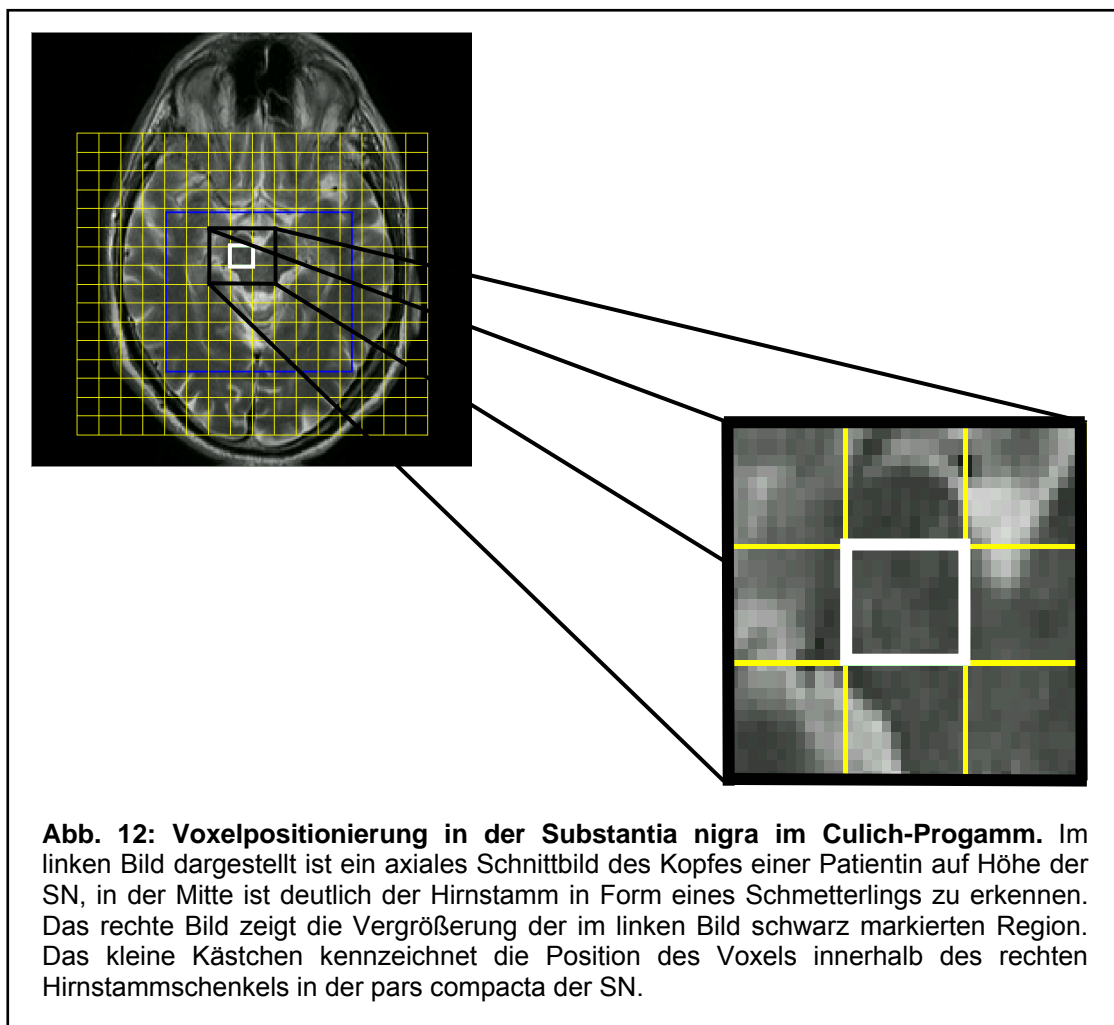 Abb. 12: Voxelpositionierung in der Substantia nigra im Culich-Progamm. Im
linken Bild dargestellt ist ein axiales Schnittbild des Kopfes einer Patientin auf Höhe der
SN, in der Mitte ist deutlich der Hirnstamm in Form eines Schmetterlings zu erkennen.
Das rechte Bild zeigt die Vergrößerung der im linken Bild schwarz markierten Region.
Das kleine Kästchen kennzeichnet die Position des Voxels innerhalb des rechten
Hirnstammschenkels in der pars compacta der SN.